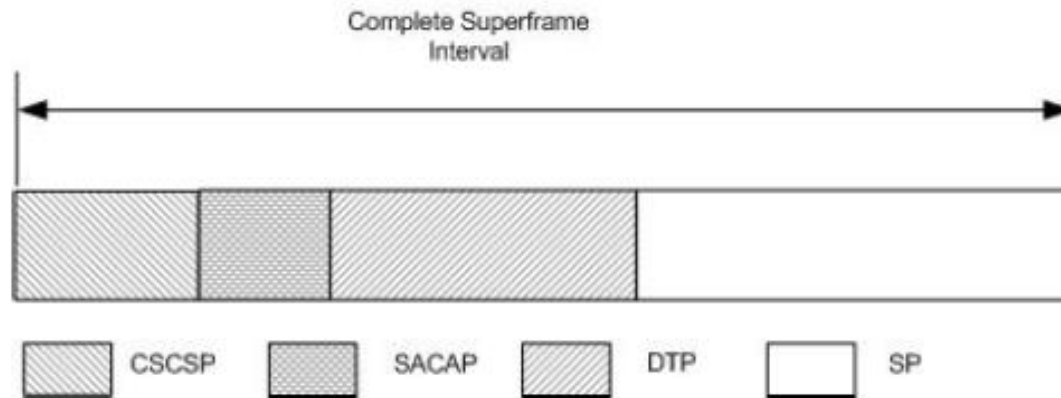 Complete Superframe
Interval
CSCSP
SACAP
DTP
SP